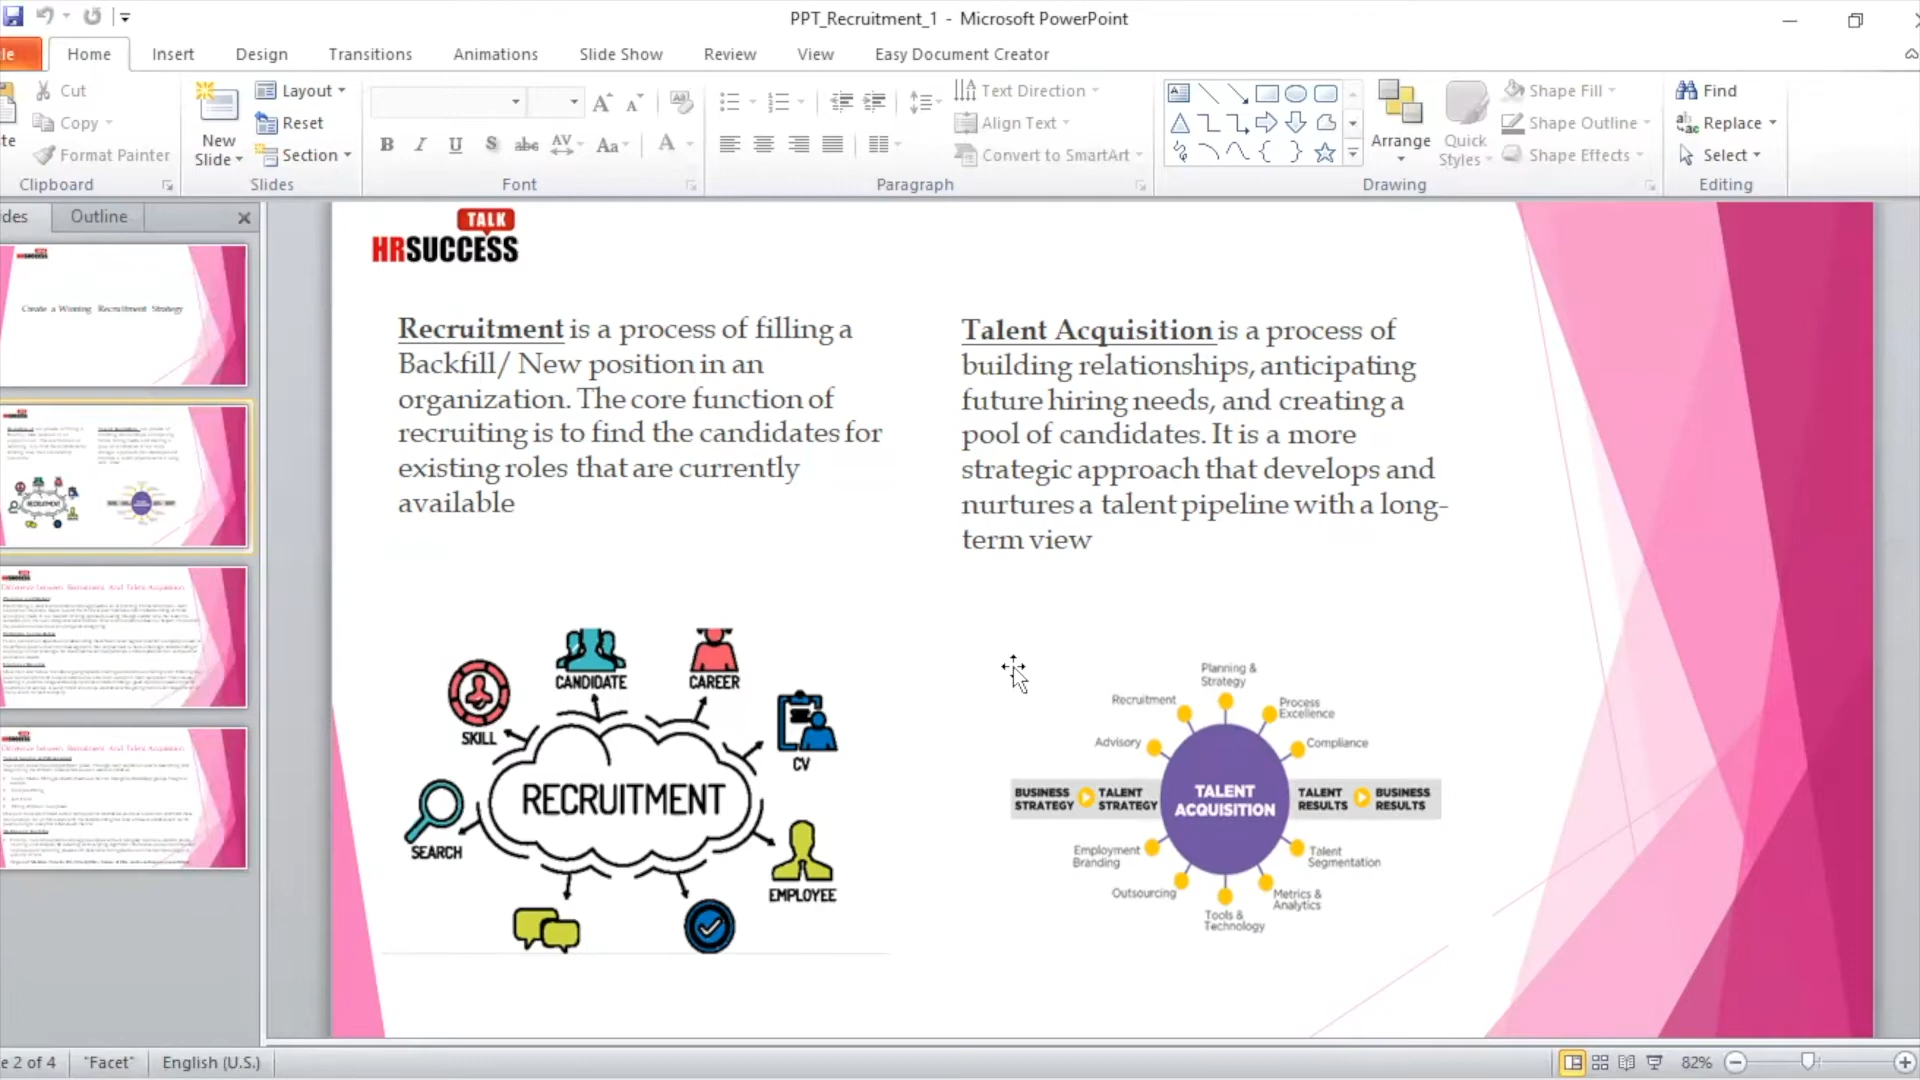 PPT_Recruitment_1 - Microsoft PowerPoint
Home Insert Design Transitions Animations Slide Show Review View Easy Document Creator
Cut
Copy
Format Painter
Clipboard
New
Slide
Layout
Reset
Section
Slides
Font
Text Direction
Align Text
Convert to SmartArt
Paragraph
Arrange
Quick
Styles
Shape Fill
Shape Outline
Shape Effects
Drawing
Find
Replace
Select
Editing
Outline
Create a Winning Recruitment Strategy
TALK
HRSUCCESS
Recruitment is a process of filling a
Backfill/ New position in an
organization. The core function of
recruiting is to find the candidates for
existing roles that are currently
available
Talent Acquisition is a process of
building relationships, anticipating
future hiring needs, and creating a
pool of candidates. It is a more
strategic approach that develops and
nurtures a talent pipeline with a long-
term view
CANDIDATE
CAREER
SKILL
CV
RECRUITMENT
SEARCH
EMPLOYEE
Planning &
Strategy
Recruitment
Process
Excellence
Advisory
Compliance
BUSINESS
STRATEGY
TALENT
STRATEGY
TALENT
ACQUISITION
TALENT
RESULTS
BUSINESS
RESULTS
Employment
Branding
Talent
Segmentation
Outsourcing
Metrics &
Analytics
Tools &
Technology
2 of 4
"Facet"
English (U.S.)
82%